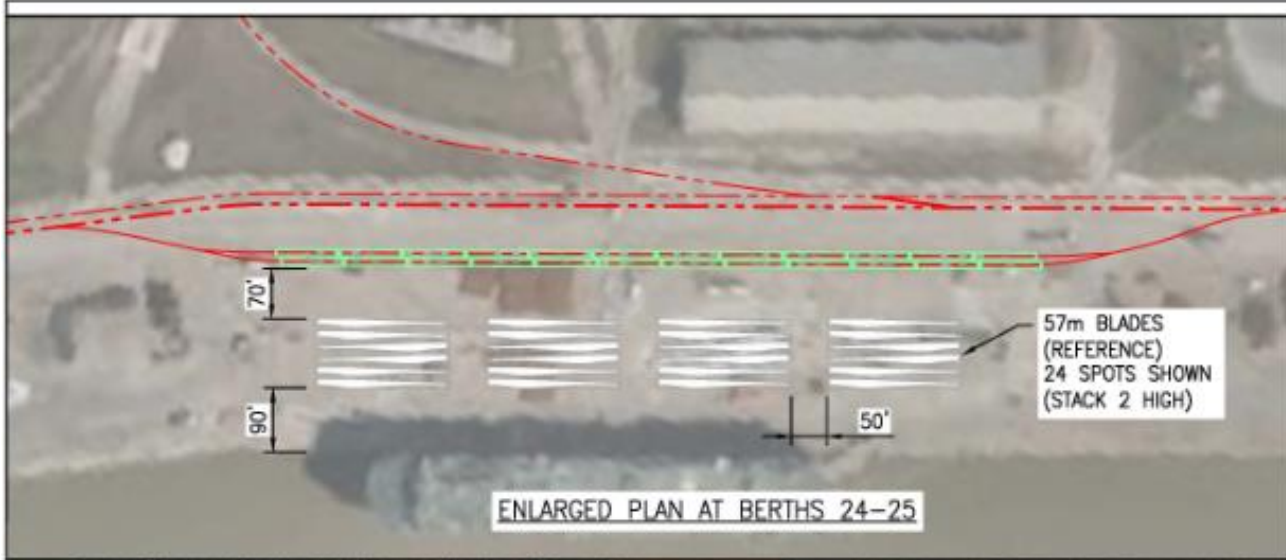 70'
57m BLADES
(REFERENCE)
24 SPOTS SHOWN
(STACK 2 HIGH)
90'
50'
ENLARGED PLAN AT BERTHS 24-25